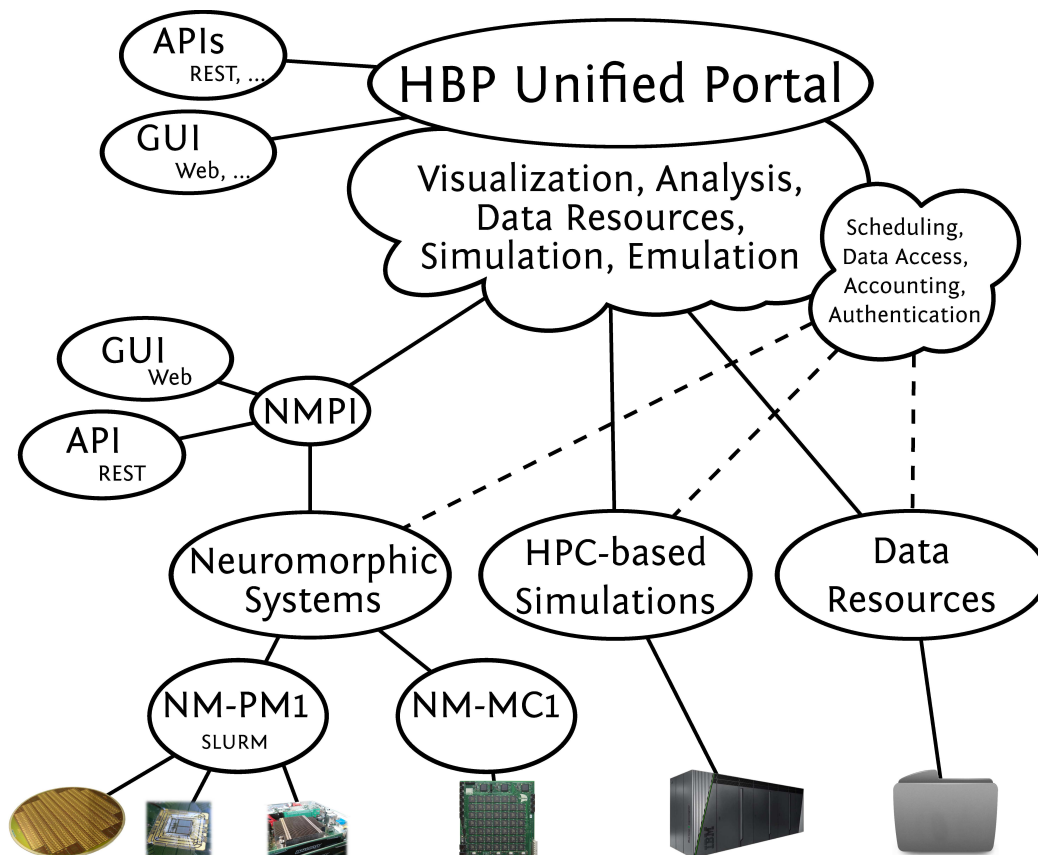 APIs
REST, ...
HBP Unified Portal
GUI
Web, ...
Visualization, Analysis,
Data Resources,
Simulation, Emulation
Scheduling,
Data Access,
Accounting,
Authentication
GUI
Web
NMPI
API
REST
Neuromorphic
Systems
HPC-based
Simulations
Data
Resources
NM-PM1
SLURM
NM-MC1
IBM